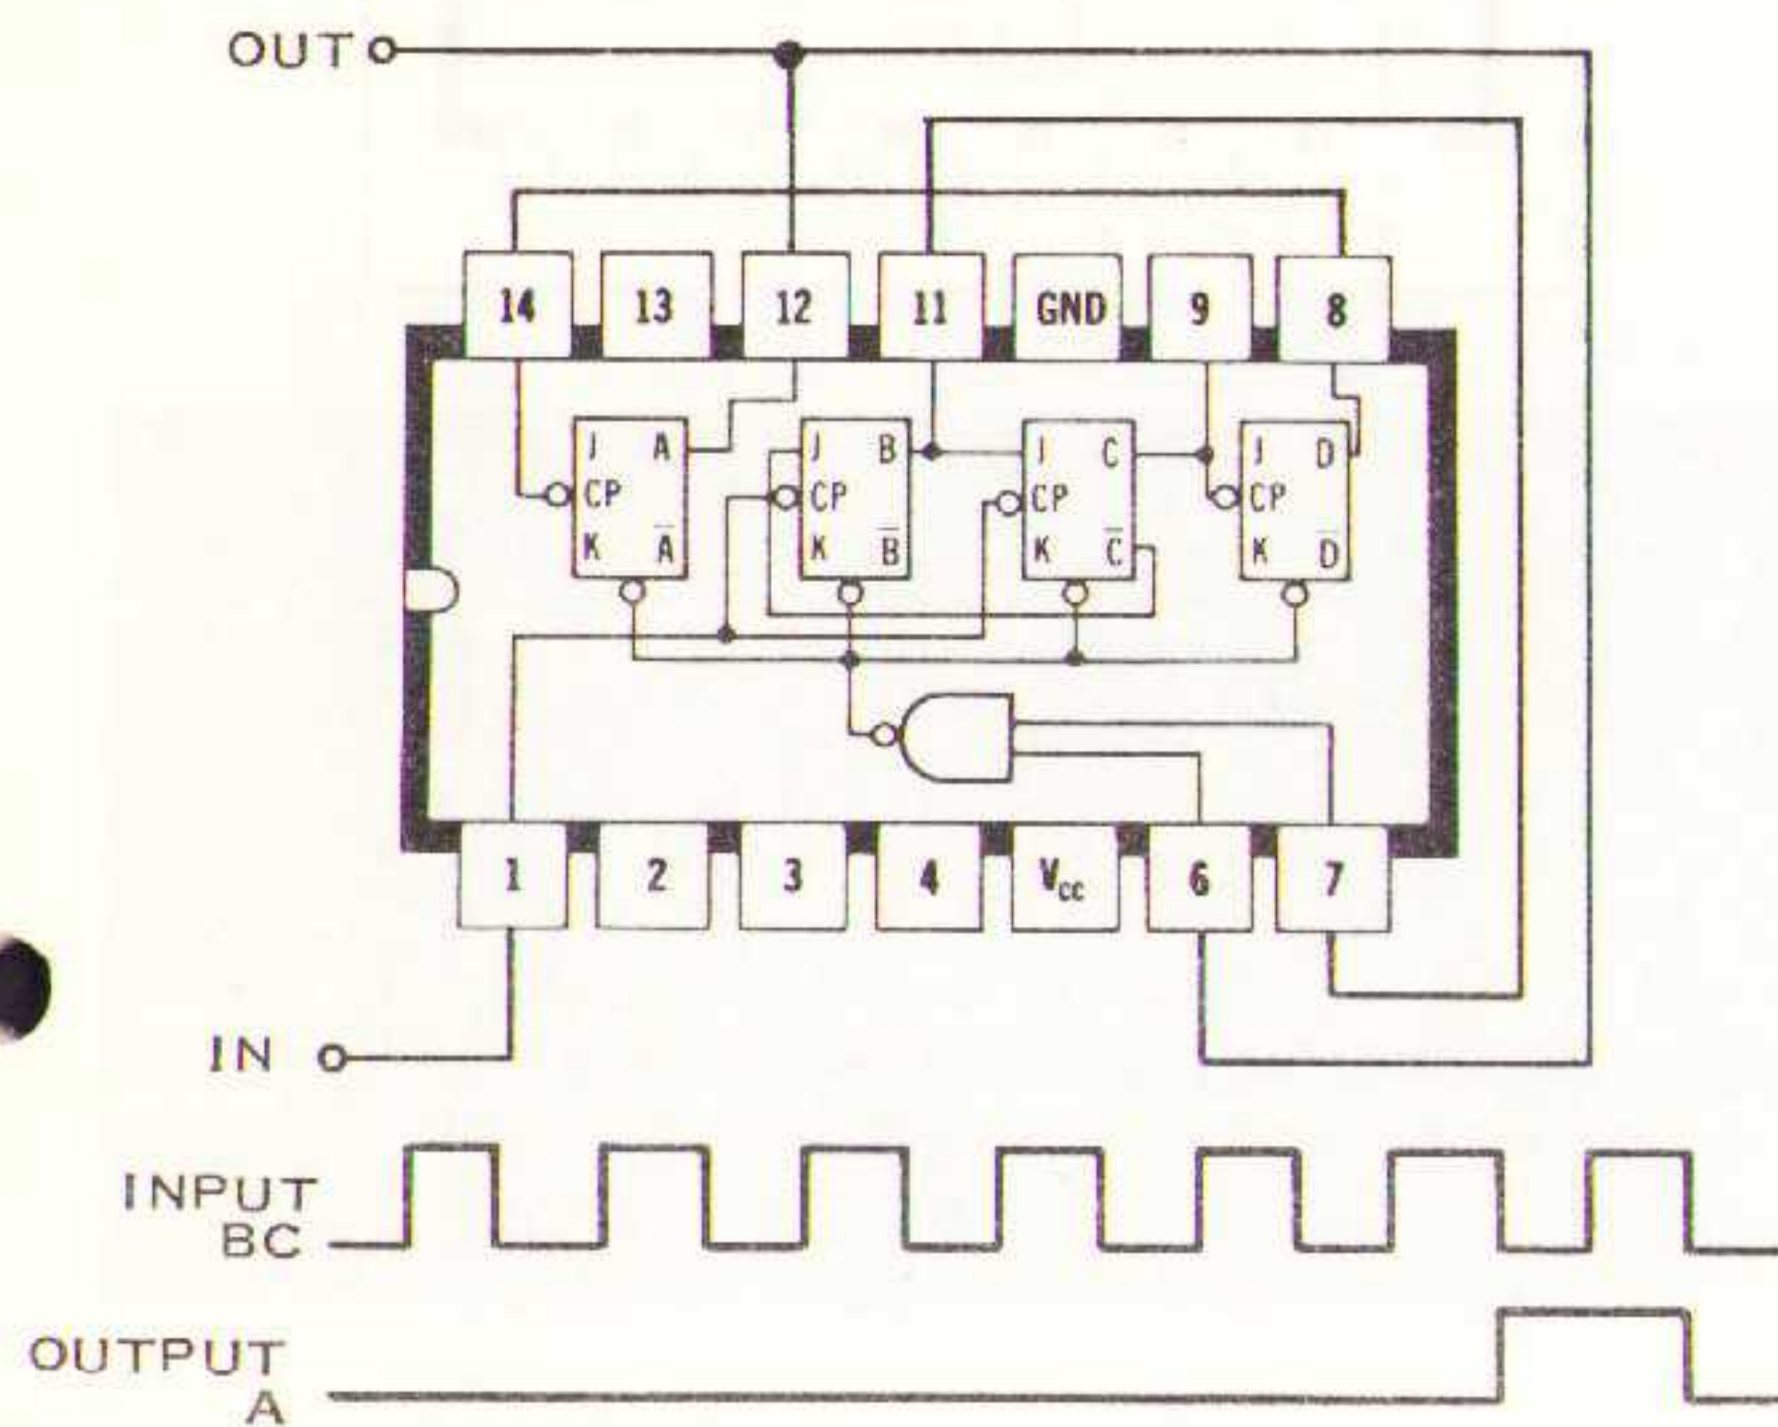 OUT
14 13 12 11 GND 9 8
J A J B J C J D
CP CP CP CP
K A̅ K B̅ K C̅ K D̅
1 2 3 4 Vcc 6 7
IN
INPUT
BC
OUTPUT
A